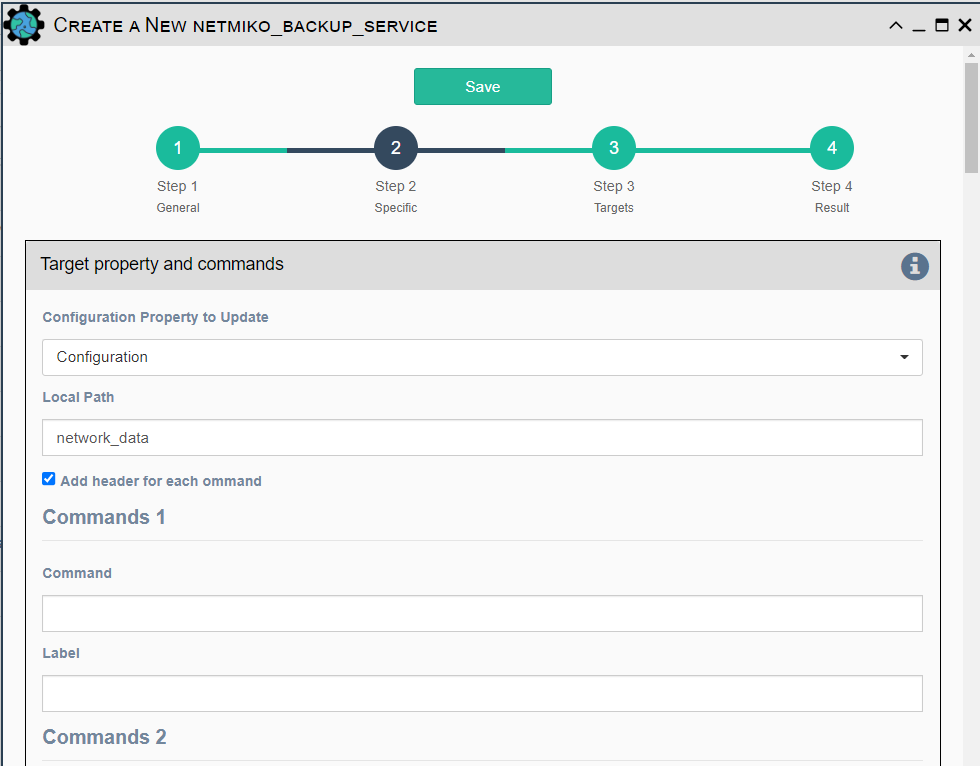 Create a New netmiko_backup_service
Save
1 2 3 4
Step 1 Step 2 Step 3 Step 4
General Specific Targets Result
Target property and commands
Configuration Property to Update
Configuration
Local Path
network_data
Add header for each ommand
Commands 1
Command
Label
Commands 2